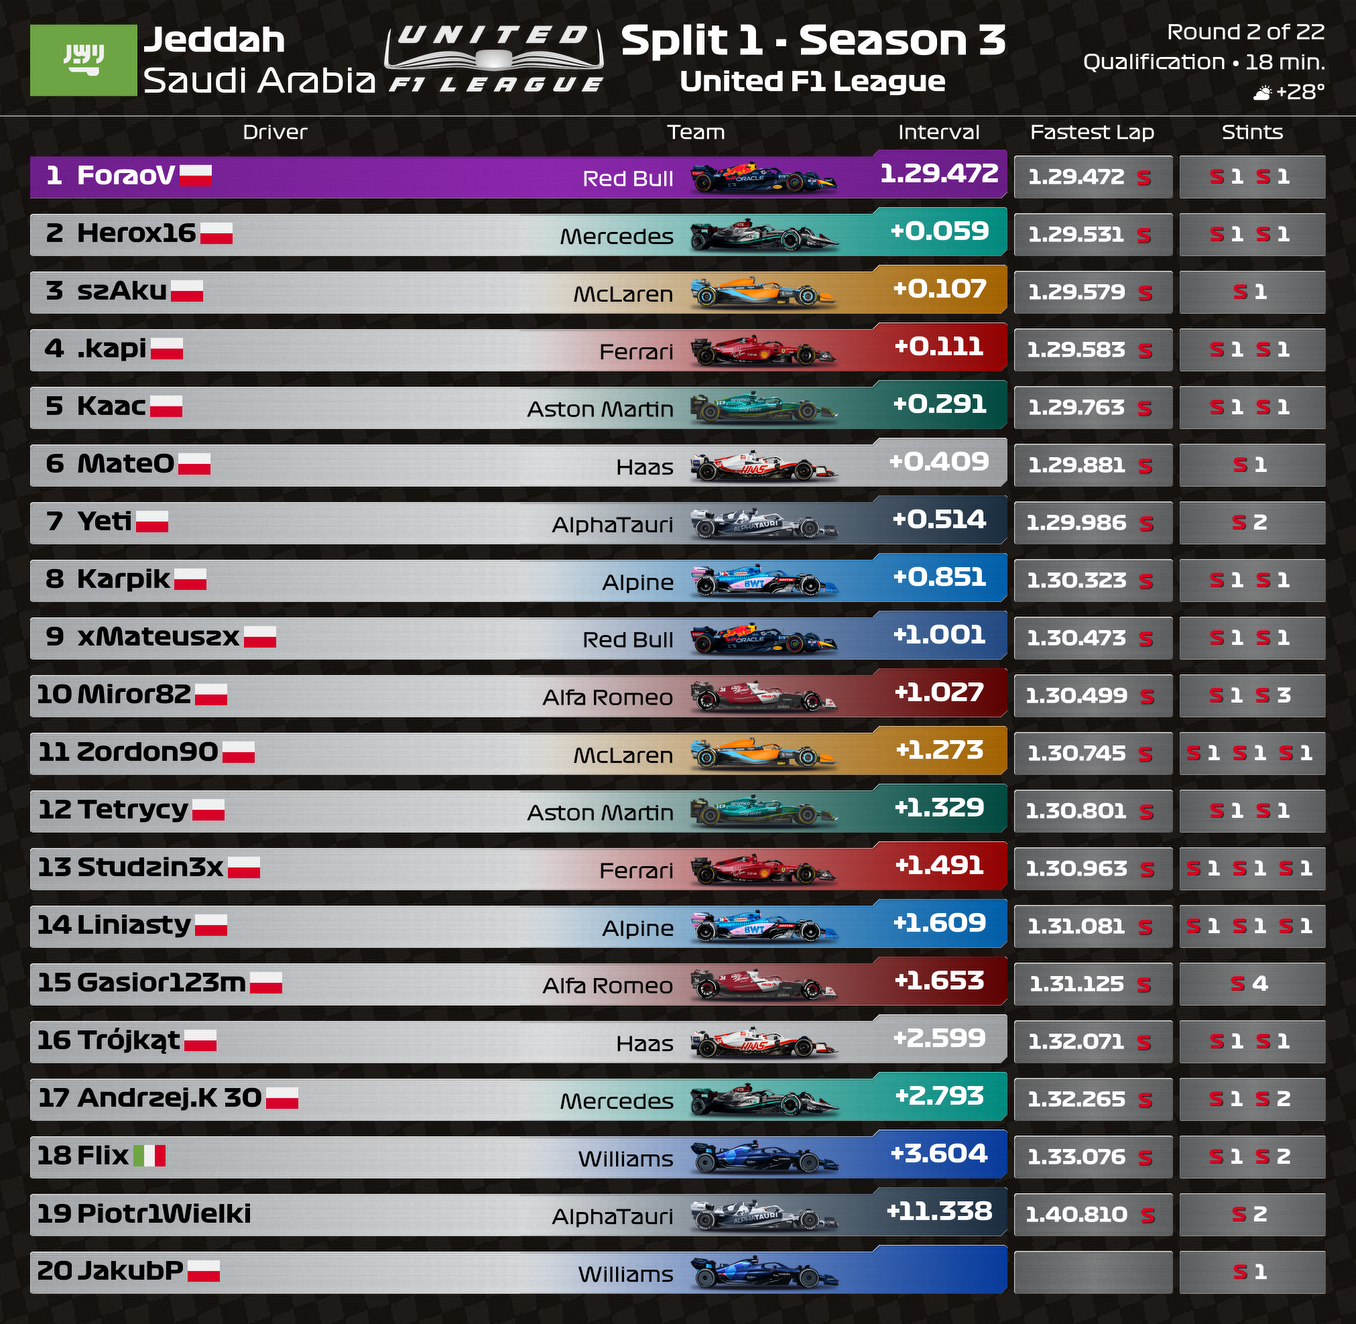 Jeddah
Saudi Arabia
UNITED
F1 LEAGUE
Split 1 - Season 3
United F1 League
Round 2 of 22
Qualification • 18 min.
+28°
Driver Team Interval Fastest Lap Stints
1 ForaoV Red Bull 1.29.472 1.29.472 S S 1 S 1
2 Herox16 Mercedes +0.059 1.29.531 S S 1 S 1
3 szAku McLaren +0.107 1.29.579 S S 1
4 .kapi Ferrari +0.111 1.29.583 S S 1 S 1
5 Kaac Aston Martin +0.291 1.29.763 S S 1 S 1
6 MateO Haas +0.409 1.29.881 S S 1
7 Yeti AlphaTauri +0.514 1.29.986 S S 2
8 Karpik Alpine +0.851 1.30.323 S S 1 S 1
9 xMateuszx Red Bull +1.001 1.30.473 S S 1 S 1
10 Miror82 Alfa Romeo +1.027 1.30.499 S S 1 S 3
11 Zordon90 McLaren +1.273 1.30.745 S S 1 S 1 S 1
12 Tetrycy Aston Martin +1.329 1.30.801 S S 1 S 1
13 Studzin3x Ferrari +1.491 1.30.963 S S 1 S 1 S 1
14 Liniasty Alpine +1.609 1.31.081 S S 1 S 1 S 1
15 Gasior123m Alfa Romeo +1.653 1.31.125 S S 4
16 Trójkąt Haas +2.599 1.32.071 S S 1 S 1
17 Andrzej.K 30 Mercedes +2.793 1.32.265 S S 1 S 2
18 Flix Williams +3.604 1.33.076 S S 1 S 2
19 Piotr1Wielki AlphaTauri +11.338 1.40.810 S S 2
20 JakubP Williams S 1